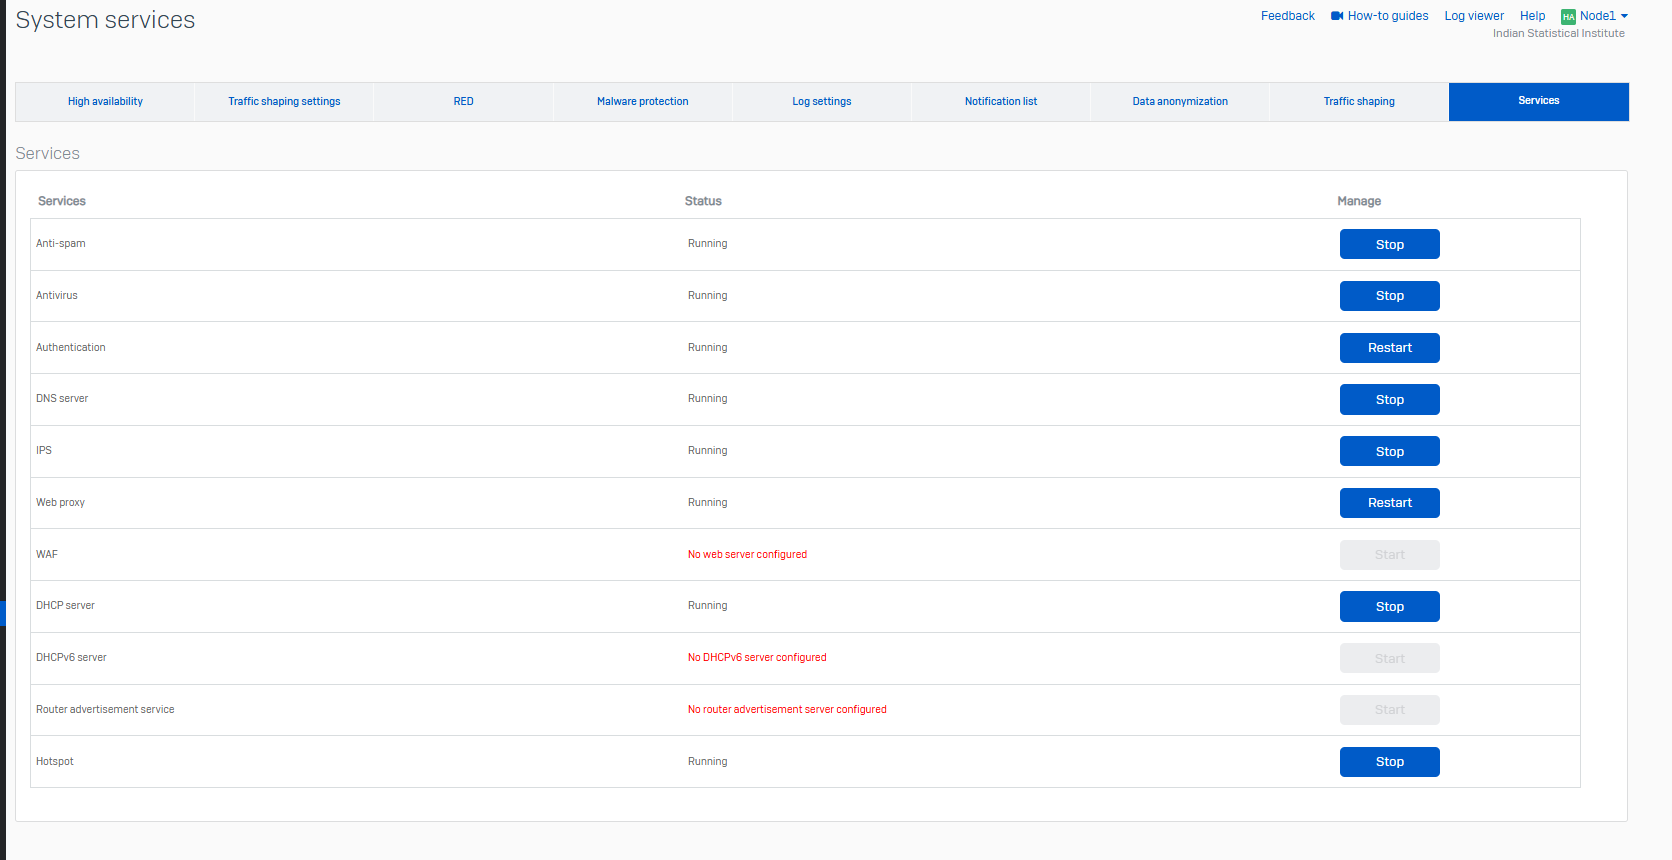 System services
Feedback How-to guides Log viewer Help HA Node1
Indian Statistical Institute
High availability Traffic shaping settings RED Malware protection Log settings Notification list Data anonymization Traffic shaping Services
Services
Services Status Manage
Anti-spam Running Stop
Antivirus Running Stop
Authentication Running Restart
DNS server Running Stop
IPS Running Stop
Web proxy Running Restart
WAF No web server configured Start
DHCP server Running Stop
DHCPv6 server No DHCPv6 server configured Start
Router advertisement service No router advertisement server configured Start
Hotspot Running Stop